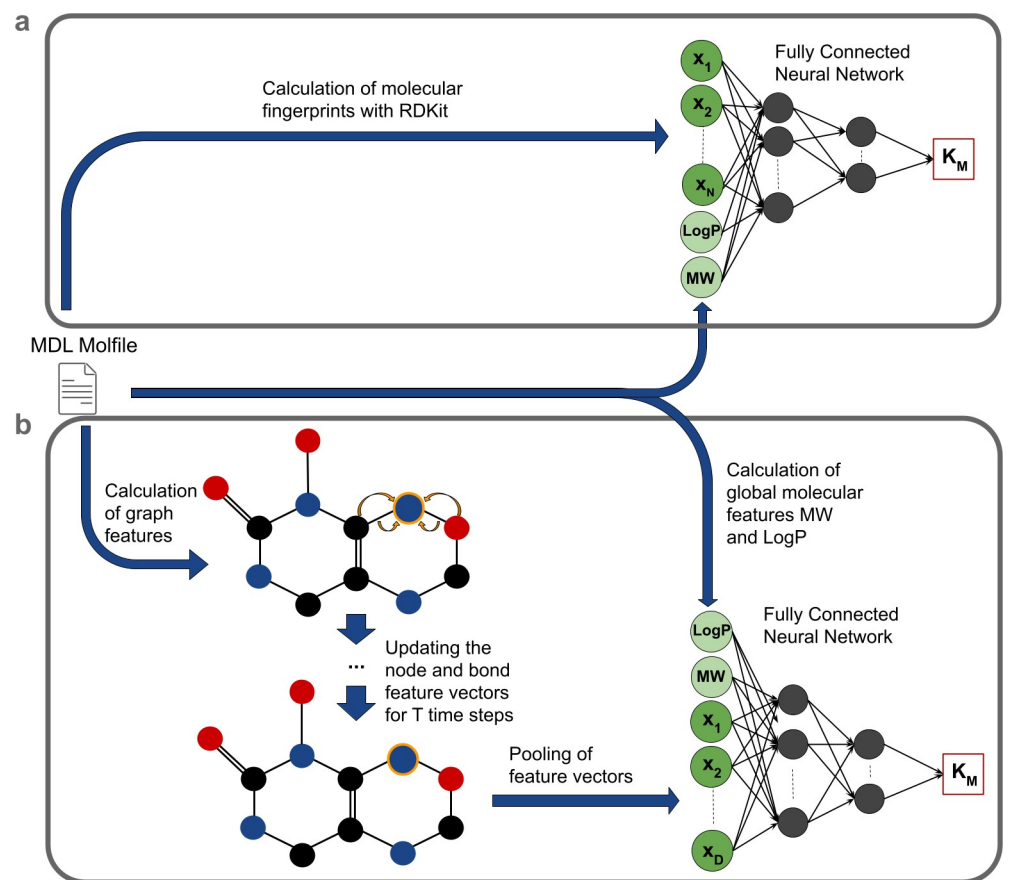 a
Calculation of molecular
fingerprints with RDKit
Fully Connected
Neural Network
x1
x2
xN
LogP
MW
KM
MDL Molfile
b
Calculation
of graph
features
Calculation of
global molecular
features MW
and LogP
Updating the
... node and bond
feature vectors
for T time steps
Pooling of
feature vectors
Fully Connected
Neural Network
LogP
MW
x1
x2
xD
KM